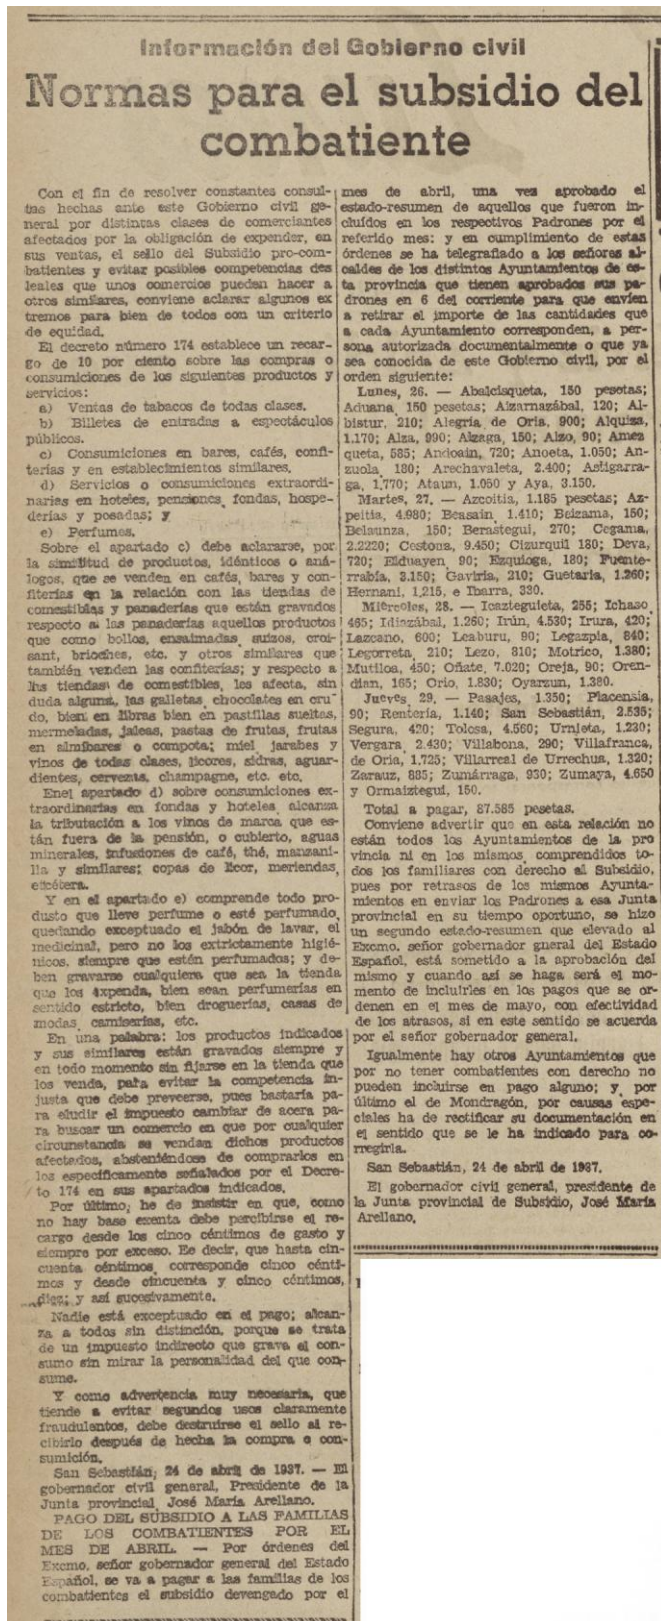 Información del Gobierno civil
Normas para el subsidio del
combatiente
Con el fin de resolver constantes consul-
tas hechas ante este Gobierno civil ge-
neral por distintas clases de comerciantes
afectados por la obligación de expender, en
sus ventas, el sello del Subsidio pro-com-
batientes y evitar posibles competencias des
leales que unos comercios pueden hacer a
otros similares, conviene aclarar algunos ex
tremos para bien de todos con un criterio
de equidad.
El decreto número 174 establece un recar-
go de 10 por ciento sobre las compras o
consumiciones de los siguientes productos y
servicios:
a) Ventas de tabacos de todas clases.
b) Billetes de entradas a espectáculos
públicos.
c) Consumiciones en bares, cafés, confi-
terías y en establecimientos similares.
d) Servicios o consumiciones extraordi-
narias en hoteles, pensiones, fondas, hospe-
derías y posadas; y
e) Perfumes.
Sobre el apartado c) debe aclararse, por
la similitud de productos, idénticos o aná-
logos, que se venden en cafés, bares y con-
fiterías en la relación con las tiendas de
comestibles y panaderías que están gravados
respecto a las panaderías aquellos productos
que como bollos, ensaimadas, suizos, croi-
sant, brioches, etc. y otros similares que
también venden las confiterías; y respecto a
las tiendas de comestibles, les afecta, sin
duda alguna, las galletas, chocolates en cru-
do, bien en libras bien en pastillas sueltas,
mermeladas, jaleas, pastas de frutas, frutas
en almíbares o compota; miel, jarabes y
vinos de todas clases, licores, sidras, aguar-
dientes, cerveza, champagne, etc. etc.
Enel apartado d) sobre consumiciones ex-
traordinarias en fondas y hoteles, alcanza
la tributación a los vinos de marca que es-
tán fuera de la pensión, o cubierto, aguas
minerales, infusiones de café, thé, manzani-
lla y similares; copas de licor, meriendas,
etcétera.
Y en el apartado e) comprende todo pro-
dusto que lleve perfume o esté perfumado,
quedando exceptuado el jabón de lavar, el
medicinal, pero no los extrictamente higié-
nicos, siempre que estén perfumados; y de-
ben gravarse cualquiera que sea la tienda
que los expenda, bien sean perfumerías en
sentido estricto, bien droguerías, casas de
modas, camiserías, etc.
En una palabra: los productos indicados
y sus similares están gravados siempre y
en todo momento sin fijarse en la tienda que
los venda, para evitar la competencia in-
justa que debe preveerse, pues bastaría pa-
ra eludir el impuesto cambiar de acera pa-
ra buscar un comercio en que por cualquier
circunstancia se vendan dichos productos
afectados, absteniéndose de comprarlos en
los específicamente señalados por el Decre-
to 174 en sus apartados indicados.
Por último, he de insistir en que, como
no hay base exenta debe percibirse el re-
cargo desde los cinco céntimos de gasto y
siempre por exceso. Ee decir, que hasta cin-
cuenta céntimos, corresponde cinco cénti-
mos y desde cincuenta y cinco céntimos,
diez; y así sucesivamente.
Nadie está exceptuado en el pago; alcan-
za a todos sin distinción, porque se trata
de un impuesto indirecto que grava el con-
sumo sin mirar la personalidad del que con-
sume.
Y como advertencia muy necesaria, que
tiende a evitar segundos usos claramente
fraudulentos, debe destruirse el sello al re-
cibirlo después de hecha la compra o con-
sumición.
San Sebastián, 24 de abril de 1937. — El
gobernador civil general, Presidente de la
Junta provincial, José María Arellano.
PAGO DEL SUBSIDIO A LAS FAMILIAS
DE LOS COMBATIENTES POR EL
MES DE ABRIL. — Por órdenes del
Excmo. señor gobernador general del Estado
Español, se va a pagar a las familias de los
combatientes el subsidio devengado por el
mes de abril, una vez aprobado el
estado-resumen de aquellos que fueron in-
cluídos en los respectivos Padrones por el
referido mes: y en cumplimiento de estas
órdenes se ha telegrafiado a los señores al-
caldes de los distintos Ayuntamientos de es-
ta provincia que tienen aprobados sus pa-
drones en 6 del corriente para que envíen
a retirar el importe de las cantidades que
a cada Ayuntamiento corresponden, a per-
sona autorizada documentalmente o que ya
sea conocida de este Gobierno civil, por el
orden siguiente:
Lunes, 26. — Abalcisqueta, 150 pesetas;
Aduana, 150 pesetas; Aizarnazábal, 120; Al-
bistur, 210; Alegría de Oria, 900; Alquiza,
1.170; Alza, 990; Alzaga, 150; Alzo, 90; Amez
queta, 585; Andoain, 720; Anoeta, 1.050; An-
zuola, 180; Arechavaleta, 2.400; Astigarra-
ga, 1.770; Ataun, 1.050 y Aya, 3.150.
Martes, 27. — Azcoitia, 1.185 pesetas; Az-
peitia, 4.980; Beasain, 1.410; Beizama, 150;
Belaunza, 150; Berastegui, 270; Cegama,
2.2220; Cestona, 9.450; Cizurquil 180; Deva,
720; Elduayen, 90; Ezquioga, 180; Fuente-
rrabía, 3.150; Gaviria, 210; Guetaria, 1.260;
Hernani, 1,215, e Ibarra, 330.
Miércoles, 28. — Icazteguieta, 255; Ichaso,
465; Idiazábal, 1.260; Irún, 4.530; Irura, 420;
Lazcano, 600; Leaburu, 90; Legazpia, 840;
Legorreta, 210; Lezo, 810; Motrico, 1.380;
Mutiloa, 450; Oñate, 7.020; Oreja, 90; Oren-
dian, 165; Orio, 1.830; Oyarzun, 1.380.
Jueves, 29. — Pasajes, 1.350; Placensia,
90; Rentería, 1.140; San Sebastián, 2.535;
Segura, 420; Tolosa, 4.560; Urnieta, 1.230;
Vergara, 2.430; Villabona, 290; Villafranca,
de Oria, 1.725; Villarreal de Urrechua, 1.320;
Zarauz, 885; Zumárraga, 930; Zumaya, 4.650
y Ormaiztegui, 150.
Total a pagar, 87.585 pesetas.
Conviene advertir que en esta relación no
están todos los Ayuntamientos de la pro
vincia ni en los mismos comprendidos to-
dos los familiares con derecho al Subsidio,
pues por retrasos de los mismos Ayunta-
mientos en enviar los Padrones a esa Junta
provincial en su tiempo oportuno, se hizo
un segundo estado-resumen que elevado al
Excmo. señor gobernador gneral del Estado
Español, está sometido a la aprobación del
mismo y cuando así se haga será el mo-
mento de incluirles en los pagos que se or-
denen en el mes de mayo, con efectividad
de los atrasos, si en este sentido se acuerda
por el señor gobernador general.
Igualmente hay otros Ayuntamientos que
por no tener combatientes con derecho no
pueden incluirse en pago alguno; y, por
último el de Mondragón, por causas espe-
ciales ha de rectificar su documentación en
el sentido que se le ha indicado para co-
rregirla.
San Sebastián, 24 de abril de 1937.
El gobernador civil general, presidente de
la Junta provincial de Subsidio, José María
Arellano.